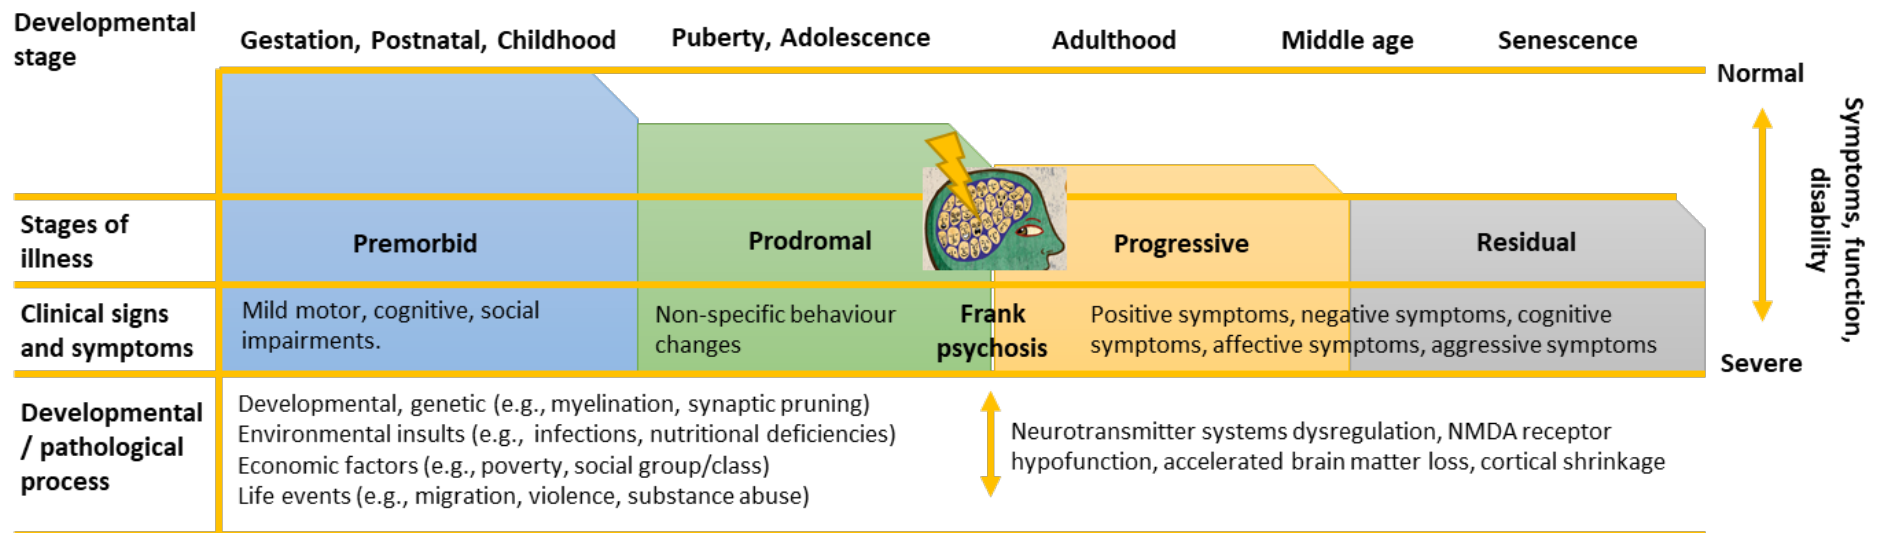 Developmental
stage
Gestation, Postnatal, Childhood
Puberty, Adolescence
Adulthood
Middle age
Senescence
Normal
Symptoms, function,
disability
Severe
Stages of
illness
Premorbid
Prodromal
Progressive
Residual
Clinical signs
and symptoms
Mild motor, cognitive, social
impairments.
Non-specific behaviour
changes
Frank
psychosis
Positive symptoms, negative symptoms, cognitive
symptoms, affective symptoms, aggressive symptoms
Developmental
/ pathological
process
Developmental, genetic (e.g., myelination, synaptic pruning)
Environmental insults (e.g., infections, nutritional deficiencies)
Economic factors (e.g., poverty, social group/class)
Life events (e.g., migration, violence, substance abuse)
Neurotransmitter systems dysregulation, NMDA receptor
hypofunction, accelerated brain matter loss, cortical shrinkage